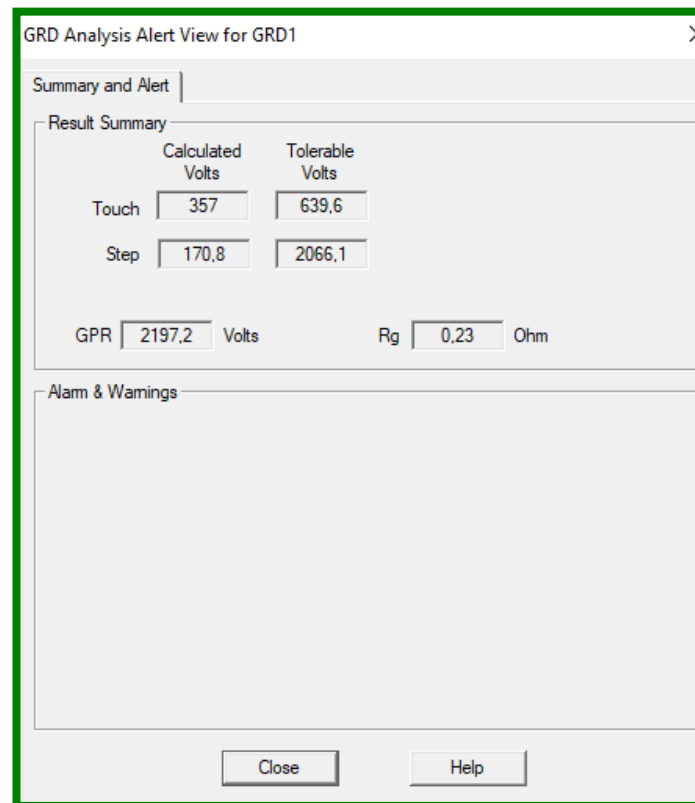 GRD Analysis Alert View for GRD1
Summary and Alert
Result Summary
Calculated Volts
Tolerable Volts
Touch 357 639,6
Step 170,8 2066,1
GPR 2197,2 Volts Rg 0,23 Ohm
Alarm & Warnings
Close Help